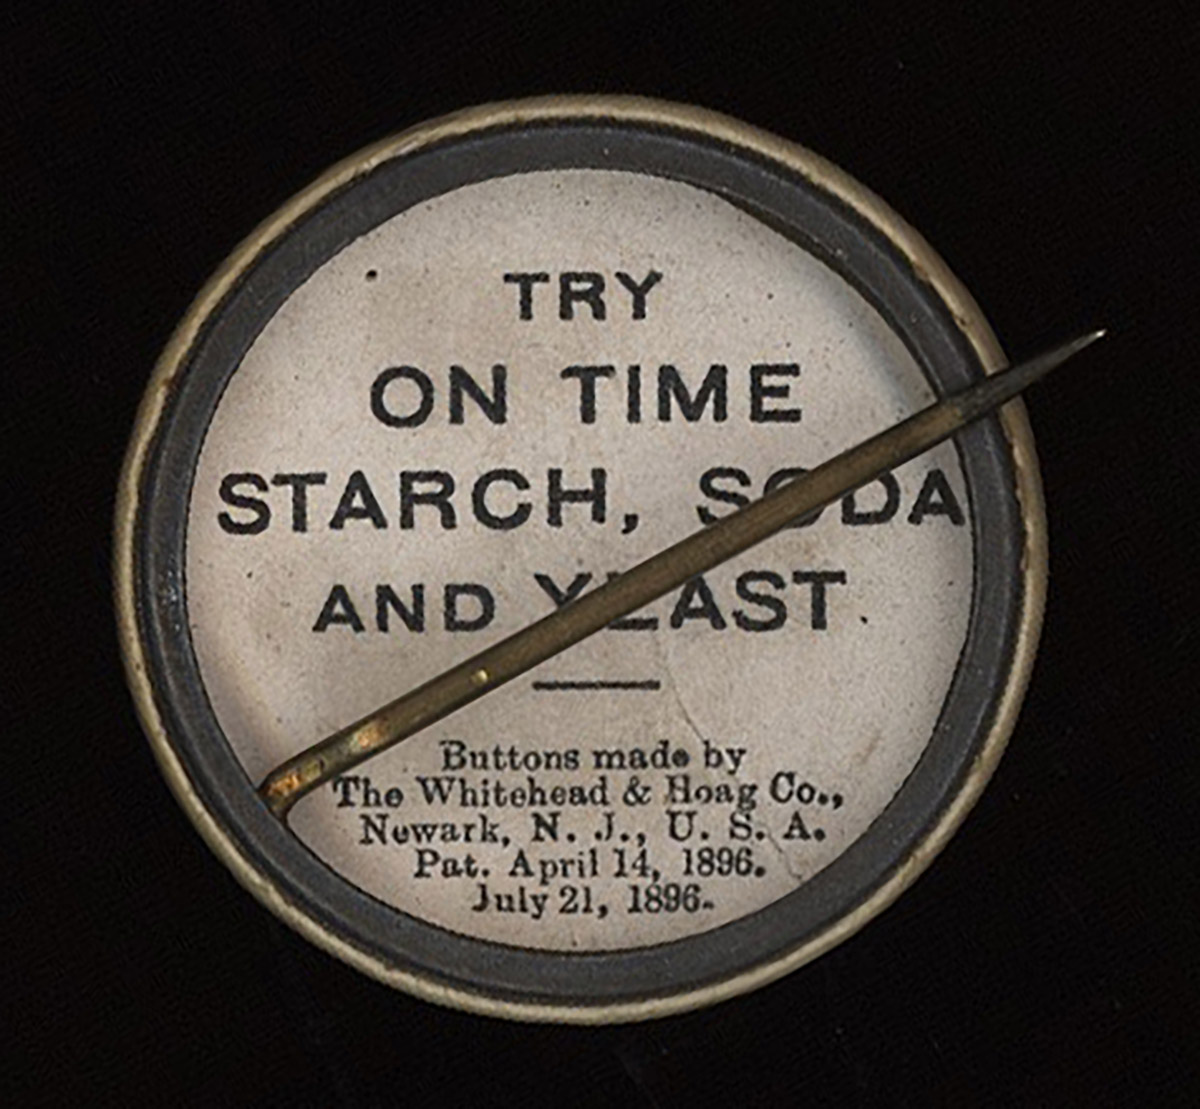 TRY
ON TIME
STARCH, SODA
AND YEAST.
Buttons made by
The Whitehead & Hoag Co.,
Newark, N. J., U. S. A.
Pat. April 14, 1896.
July 21, 1896.